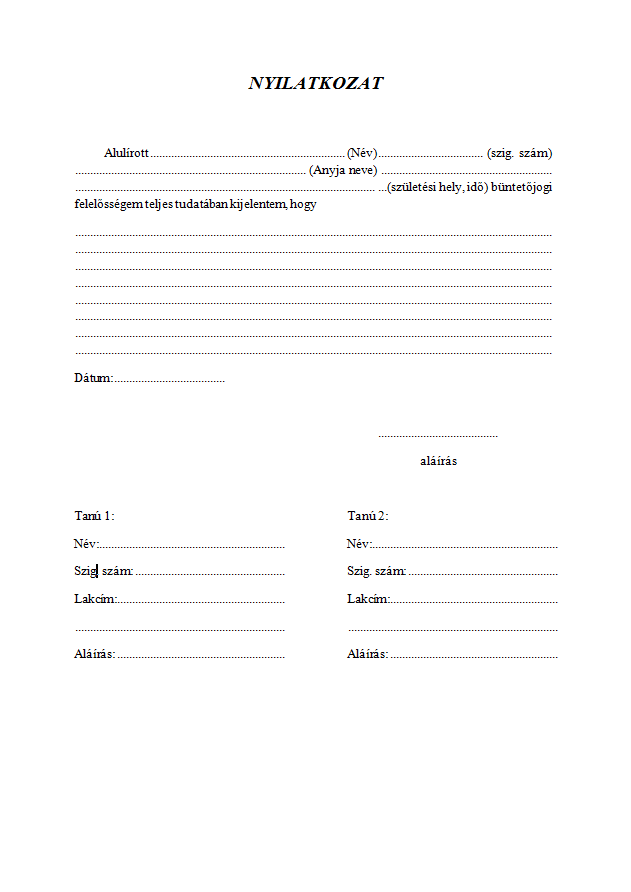 NYILATKOZAT
Alulírott ................................................................. (Név)................................... (szig. szám)
............................................................................. (Anyja neve) .........................................................
.................................................................................................... ...(születési hely, idő) büntetőjogi
felelősségem teljes tudatában kijelentem, hogy
...............................................................................................................................................................
...............................................................................................................................................................
...............................................................................................................................................................
...............................................................................................................................................................
...............................................................................................................................................................
...............................................................................................................................................................
...............................................................................................................................................................
...............................................................................................................................................................
Dátum:.....................................
........................................
aláírás
Tanú 1:
Név:..............................................................
Szig. szám: ..................................................
Lakcím:........................................................
......................................................................
Aláírás: ........................................................
Tanú 2:
Név:..............................................................
Szig. szám: ..................................................
Lakcím:........................................................
......................................................................
Aláírás: ........................................................